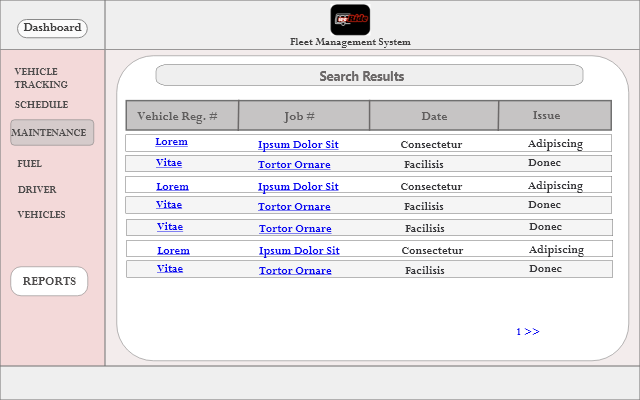 Dashboard
Fleet Management System
VEHICLE
TRACKING
SCHEDULE
MAINTENANCE
FUEL
DRIVER
VEHICLES
REPORTS
Search Results
Vehicle Reg. # Job # Date Issue
Lorem Ipsum Dolor Sit Consectetur Adipiscing
Vitae Tortor Ornare Facilisis Donec
Lorem Ipsum Dolor Sit Consectetur Adipiscing
Vitae Tortor Ornare Facilisis Donec
Vitae Tortor Ornare Facilisis Donec
Lorem Ipsum Dolor Sit Consectetur Adipiscing
Vitae Tortor Ornare Facilisis Donec
1 >>